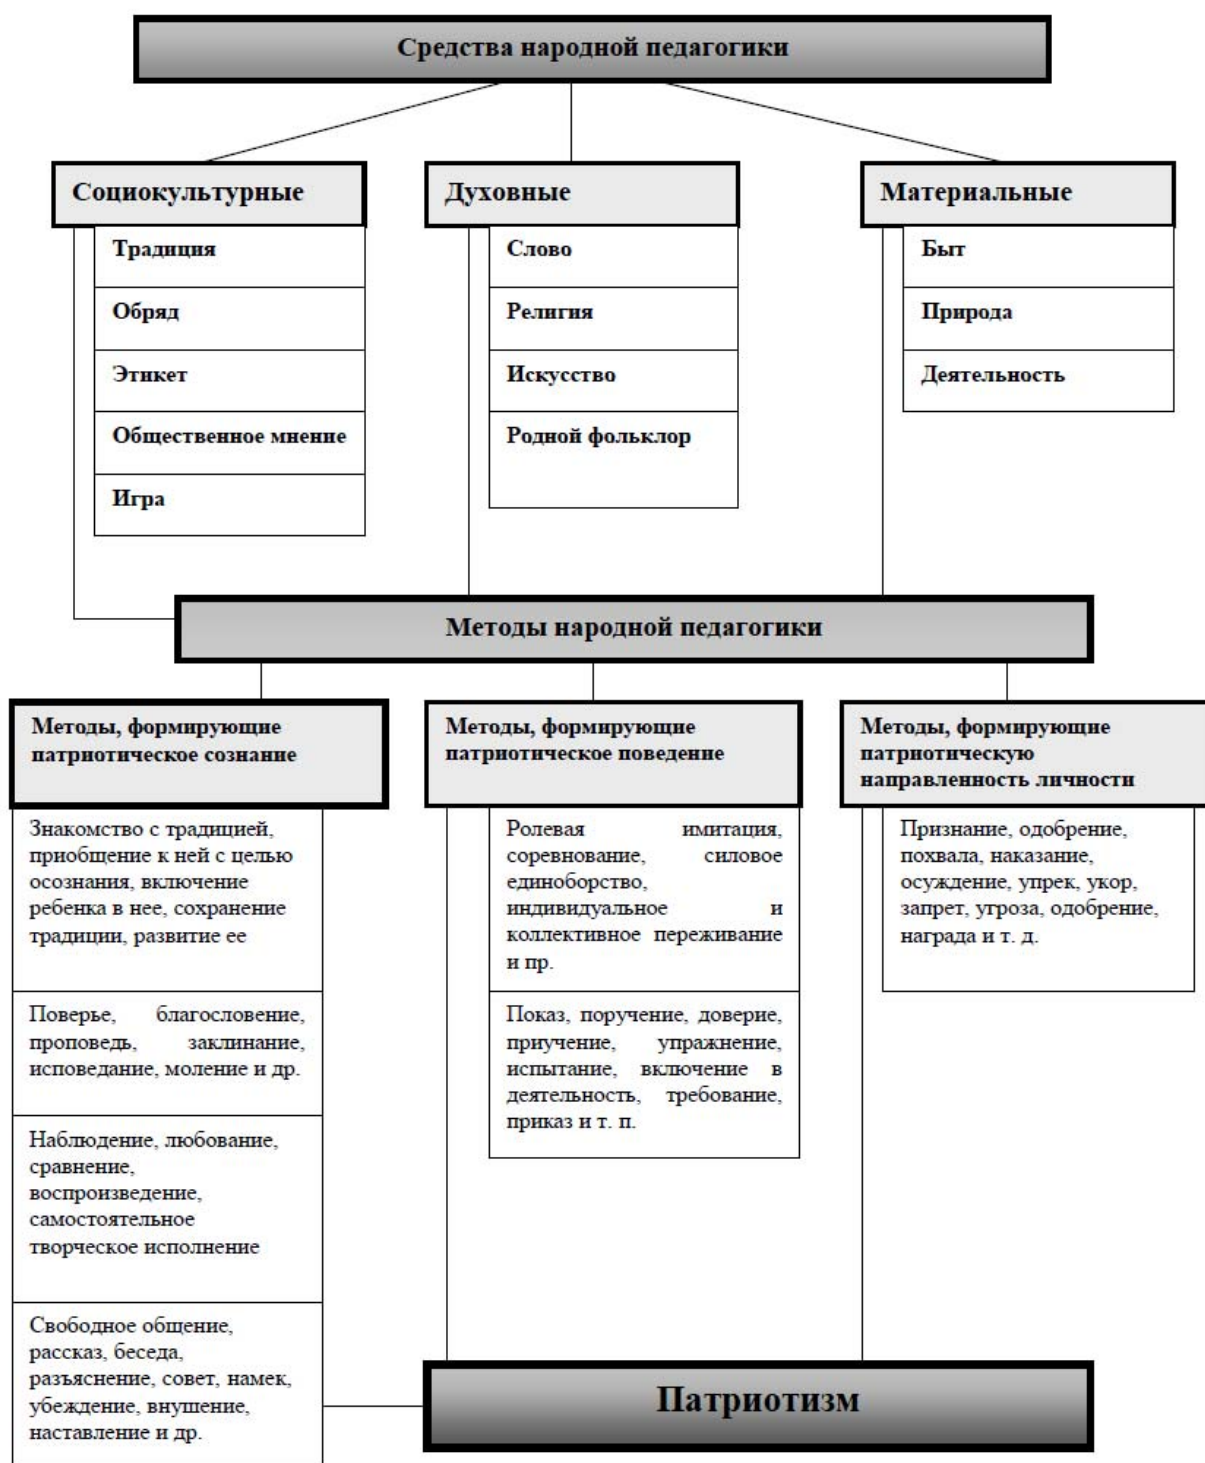 Средства народной педагогики
Социокультурные
Традиция
Обряд
Этикет
Общественное мнение
Игра
Духовные
Слово
Религия
Искусство
Родной фольклор
Материальные
Быт
Природа
Деятельность
Методы народной педагогики
Методы, формирующие
патриотическое сознание
Знакомство с традицией,
приобщение к ней с целью
осознания, включение
ребенка в нее, сохранение
традиции, развитие ее
Поверье, благословение,
проповедь, заклинание,
исповедание, моление и др.
Наблюдение, любование,
сравнение,
воспроизведение,
самостоятельное
творческое исполнение
Свободное общение,
рассказ, беседа,
разъяснение, совет, намек,
убеждение, внушение,
наставление и др.
Методы, формирующие
патриотическое поведение
Ролевая имитация,
соревнование, силовое
единоборство,
индивидуальное и
коллективное переживание
и пр.
Показ, поручение, доверие,
приучение, упражнение,
испытание, включение в
деятельность, требование,
приказ и т. п.
Методы, формирующие
патриотическую
направленность личности
Признание, одобрение,
похвала, наказание,
осуждение, упрек, укор,
запрет, угроза, одобрение,
награда и т. д.
Патриотизм